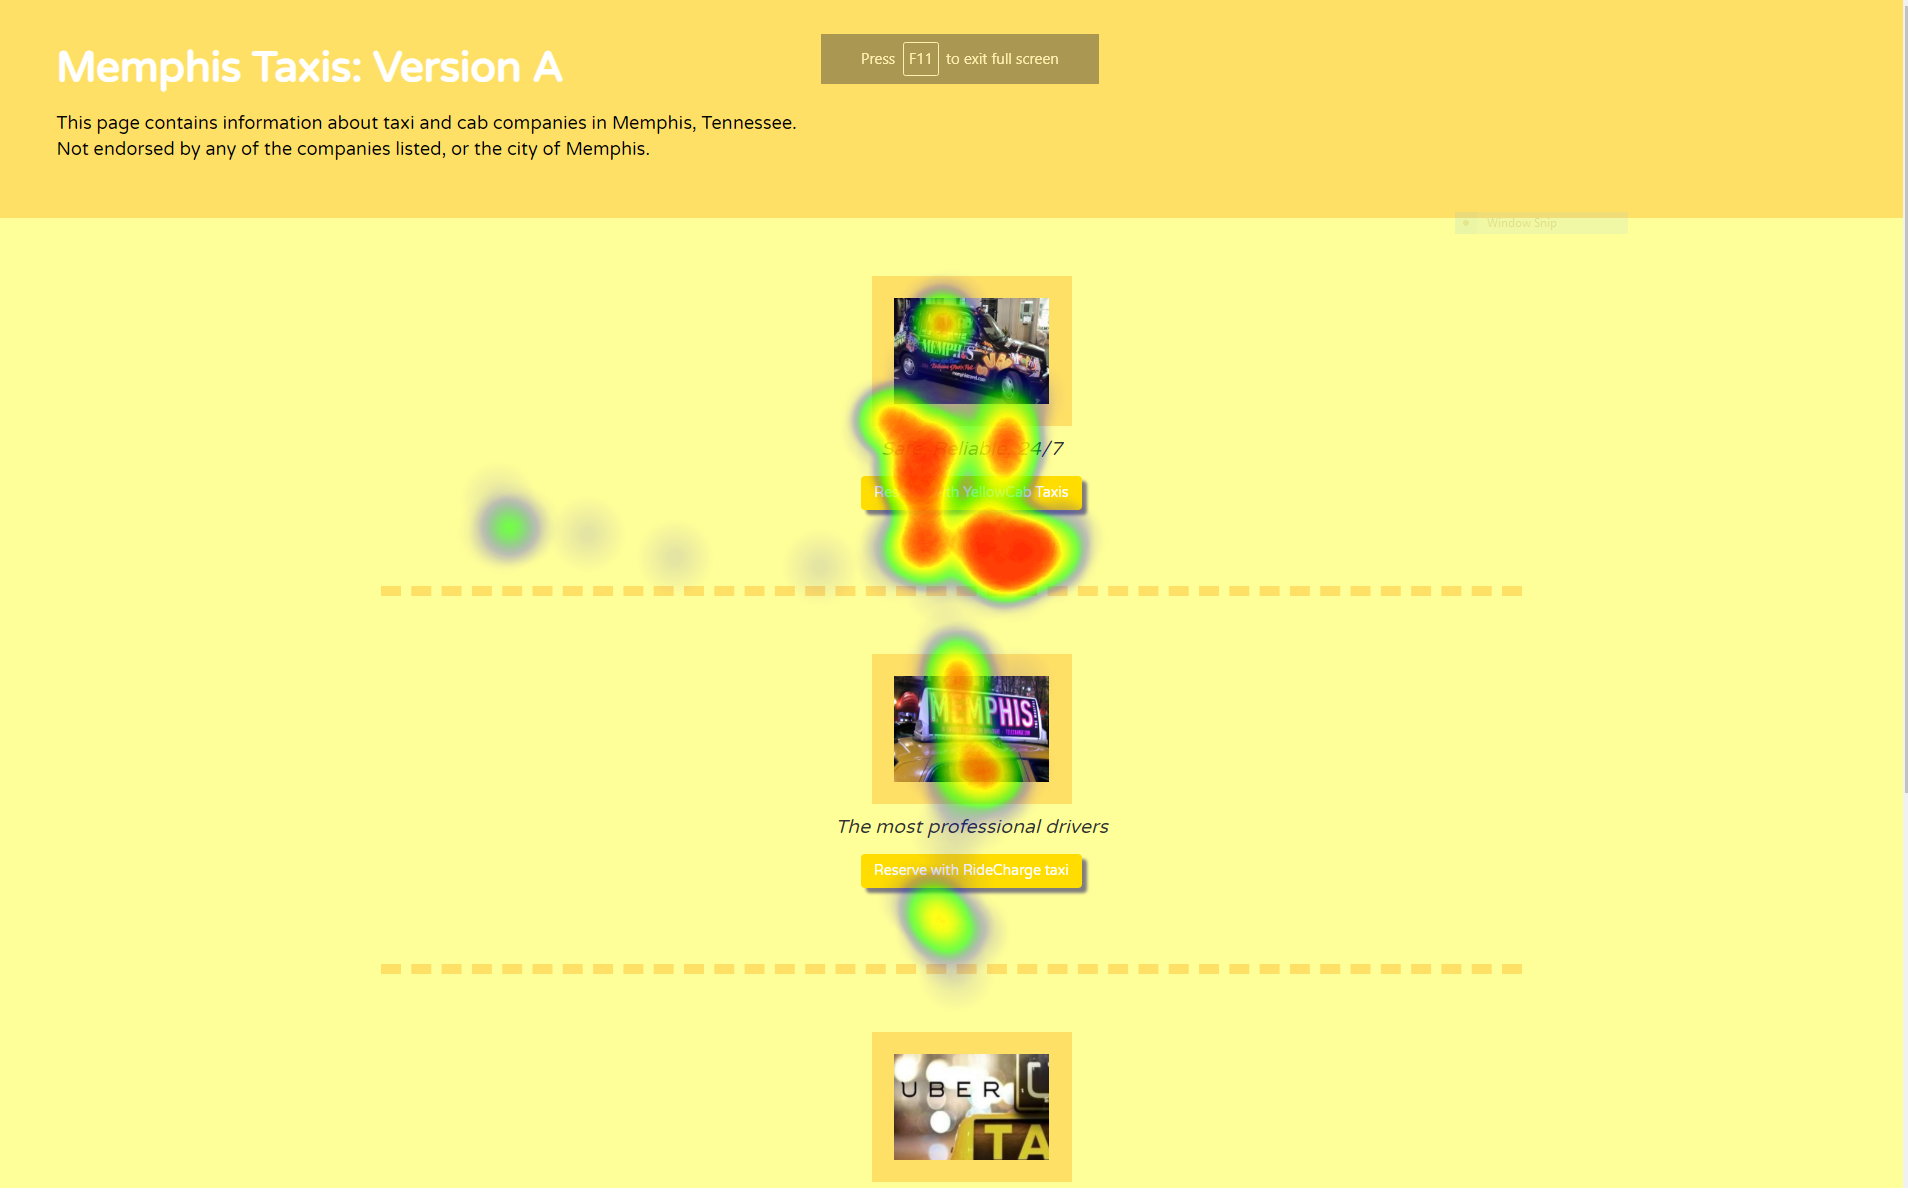 Memphis Taxis: Version A
Press F11 to exit full screen
This page contains information about taxi and cab companies in Memphis, Tennessee.
Not endorsed by any of the companies listed, or the city of Memphis.
Window Snip
MEMPHIS
Safe, Reliable, 24/7
Reserve with YellowCab Taxis
MEMPHIS
The most professional drivers
Reserve with RideCharge taxi
UBER
TA